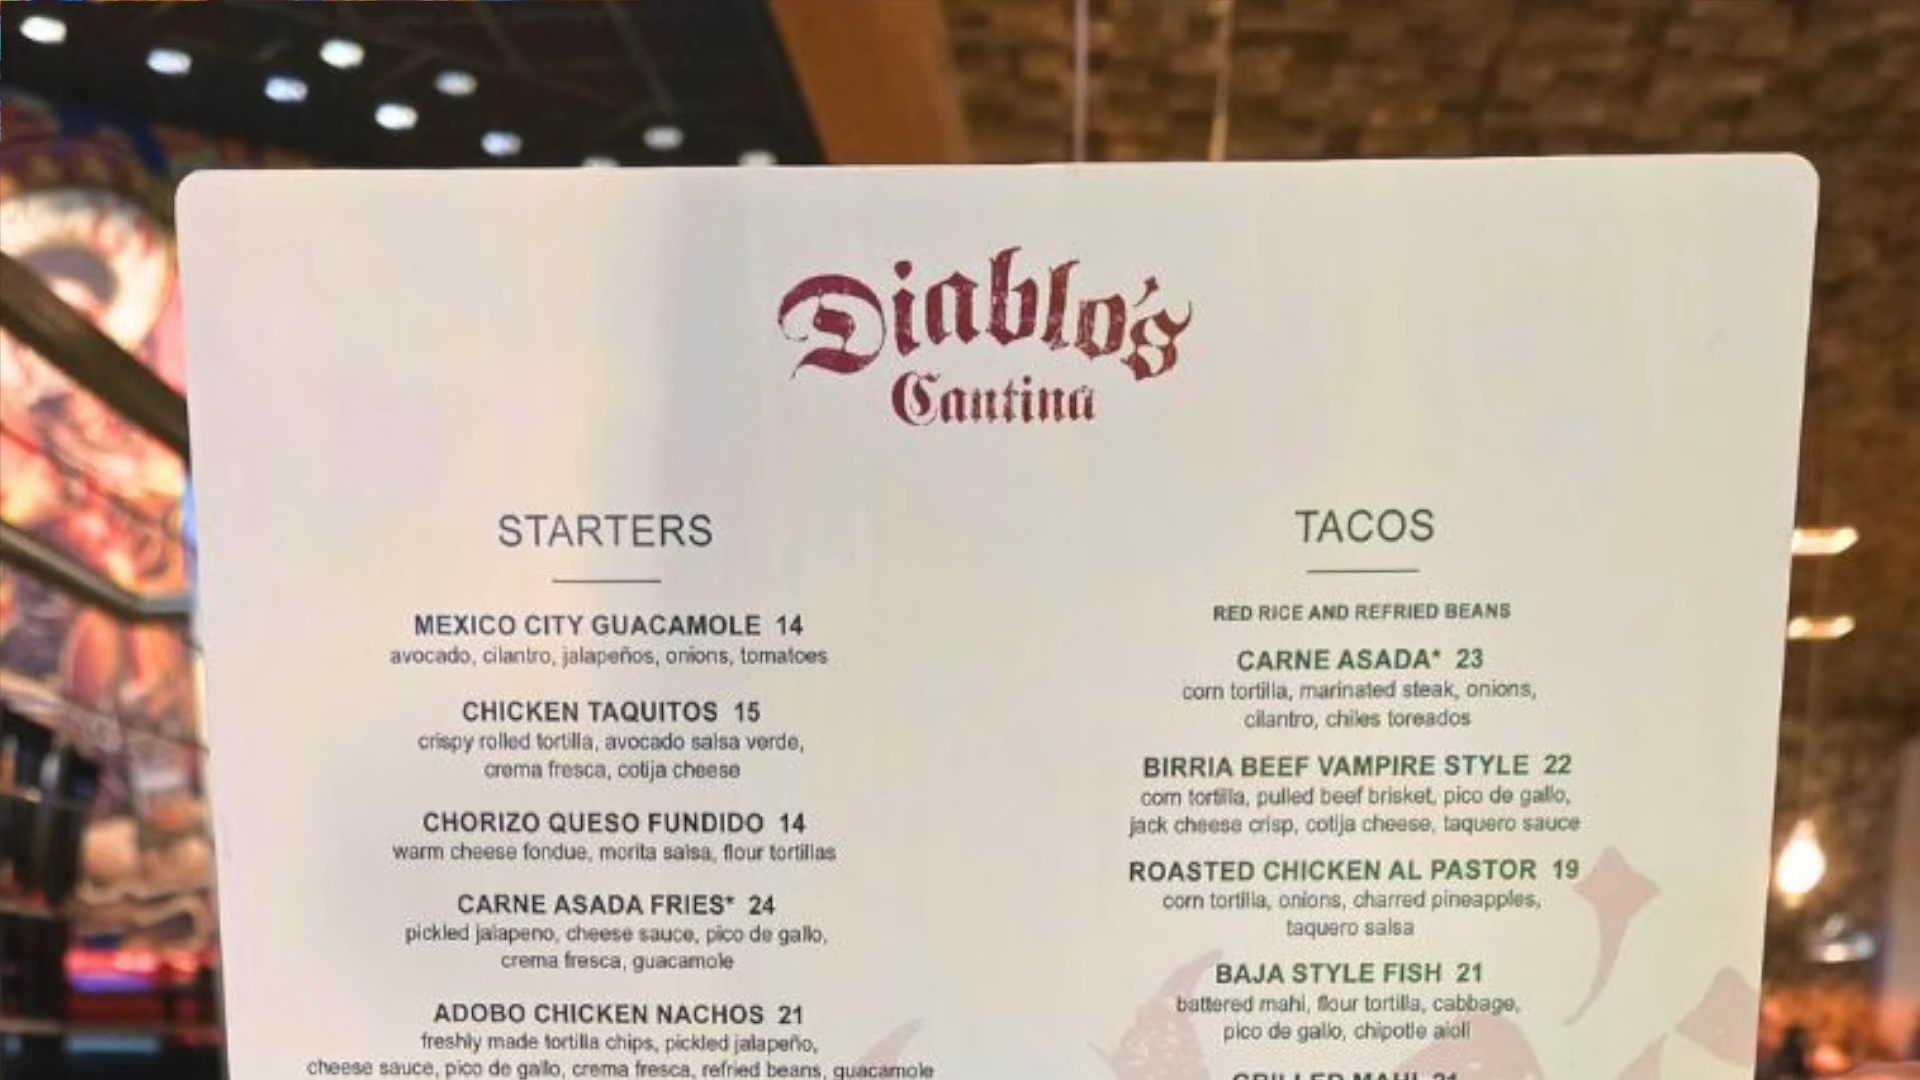 Diablo's
Cantina
STARTERS
MEXICO CITY GUACAMOLE 14
avocado, cilantro, jalapeños, onions, tomatoes
CHICKEN TAQUITOS 15
crispy rolled tortilla, avocado salsa verde,
crema fresca, cotija cheese
CHORIZO QUESO FUNDIDO 14
warm cheese fondue, morita salsa, flour tortillas
CARNE ASADA FRIES* 24
pickled jalapeno, cheese sauce, pico de gallo,
crema fresca, guacamole
ADOBO CHICKEN NACHOS 21
freshly made tortilla chips, pickled jalapeño,
cheese sauce, pico de gallo, crema fresca, refried beans, guacamole
TACOS
RED RICE AND REFRIED BEANS
CARNE ASADA* 23
corn tortilla, marinated steak, onions,
cilantro, chiles toreados
BIRRIA BEEF VAMPIRE STYLE 22
corn tortilla, pulled beef brisket, pico de gallo,
jack cheese crisp, cotija cheese, taquero sauce
ROASTED CHICKEN AL PASTOR 19
corn tortilla, onions, charred pineapples,
taquero salsa
BAJA STYLE FISH 21
battered mahi, flour tortilla, cabbage,
pico de gallo, chipotle aioli
GRILLED MAHI 21